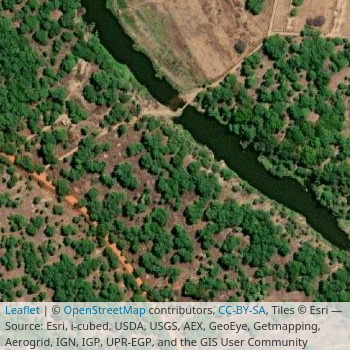 Leaflet | © OpenStreetMap contributors, CC-BY-SA, Tiles © Esri —
Source: Esri, i-cubed, USDA, USGS, AEX, GeoEye, Getmapping,
Aerogrid, IGN, IGP, UPR-EGP, and the GIS User Community